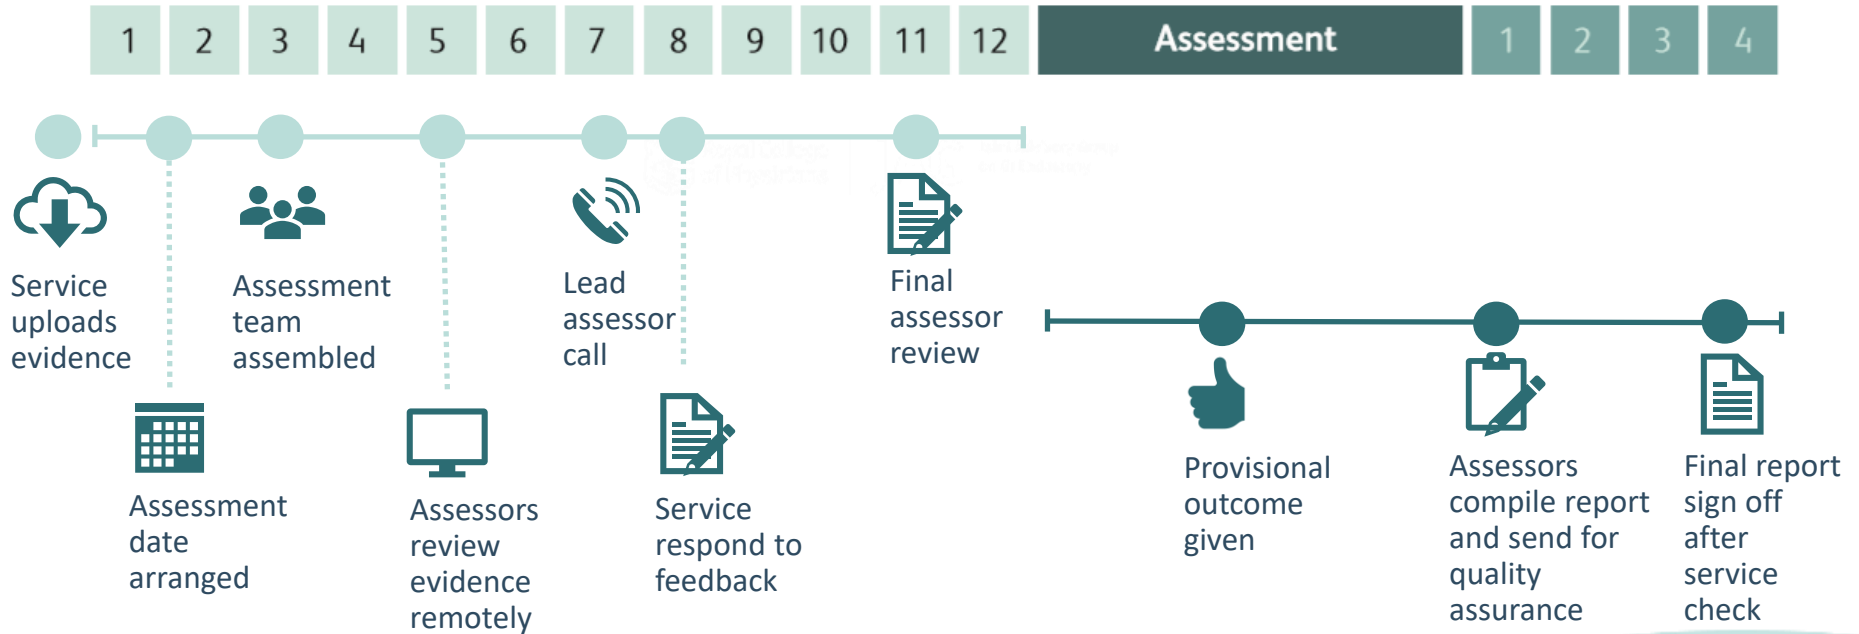 1 2 3 4 5 6 7 8 9 10 11 12 Assessment 1 2 3 4
Service
uploads
evidence
Assessment
date
arranged
Assessment
team
assembled
Assessors
review
evidence
remotely
Lead
assessor
call
Service
respond to
feedback
Final
assessor
review
Provisional
outcome
given
Assessors
compile report
and send for
quality
assurance
Final report
sign off
after
service
check